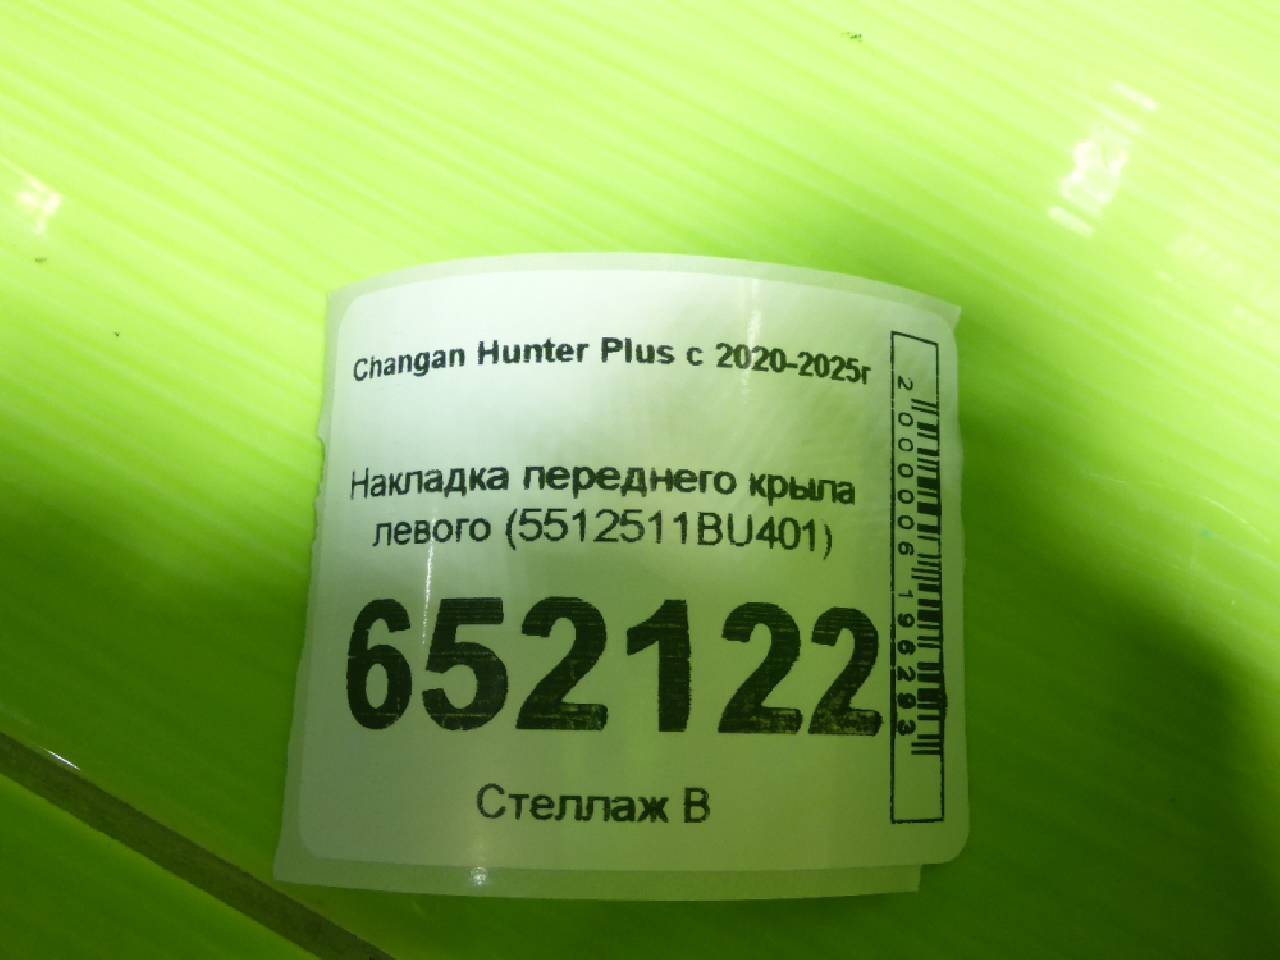 Changan Hunter Plus с 2020-2025г
Накладка переднего крыла
левого (5512511BU401)
652122
Стеллаж В
2000006196293